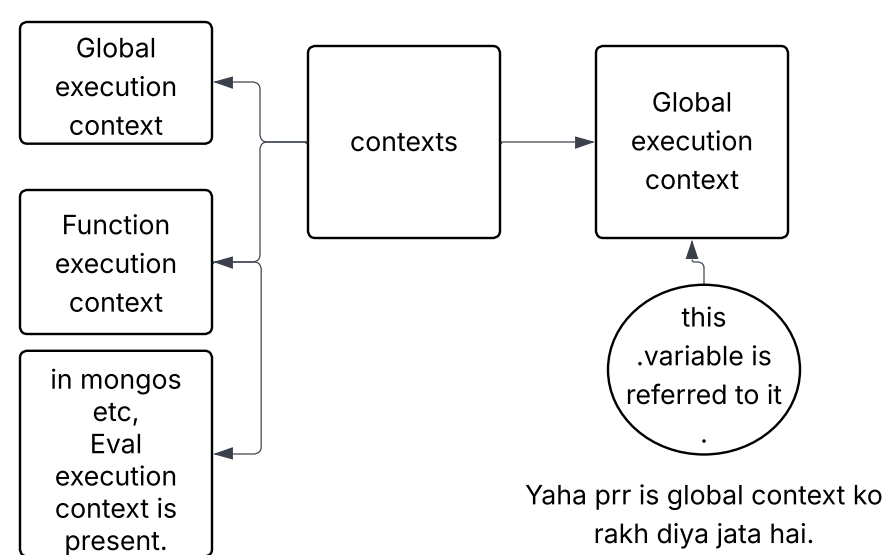 Global
execution
context
contexts
Global
execution
context
Function
execution
context
this
.variable is
referred to it
.
in mongos
etc,
Eval
execution
context is
present.
Yaha prr is global context ko
rakh diya jata hai.